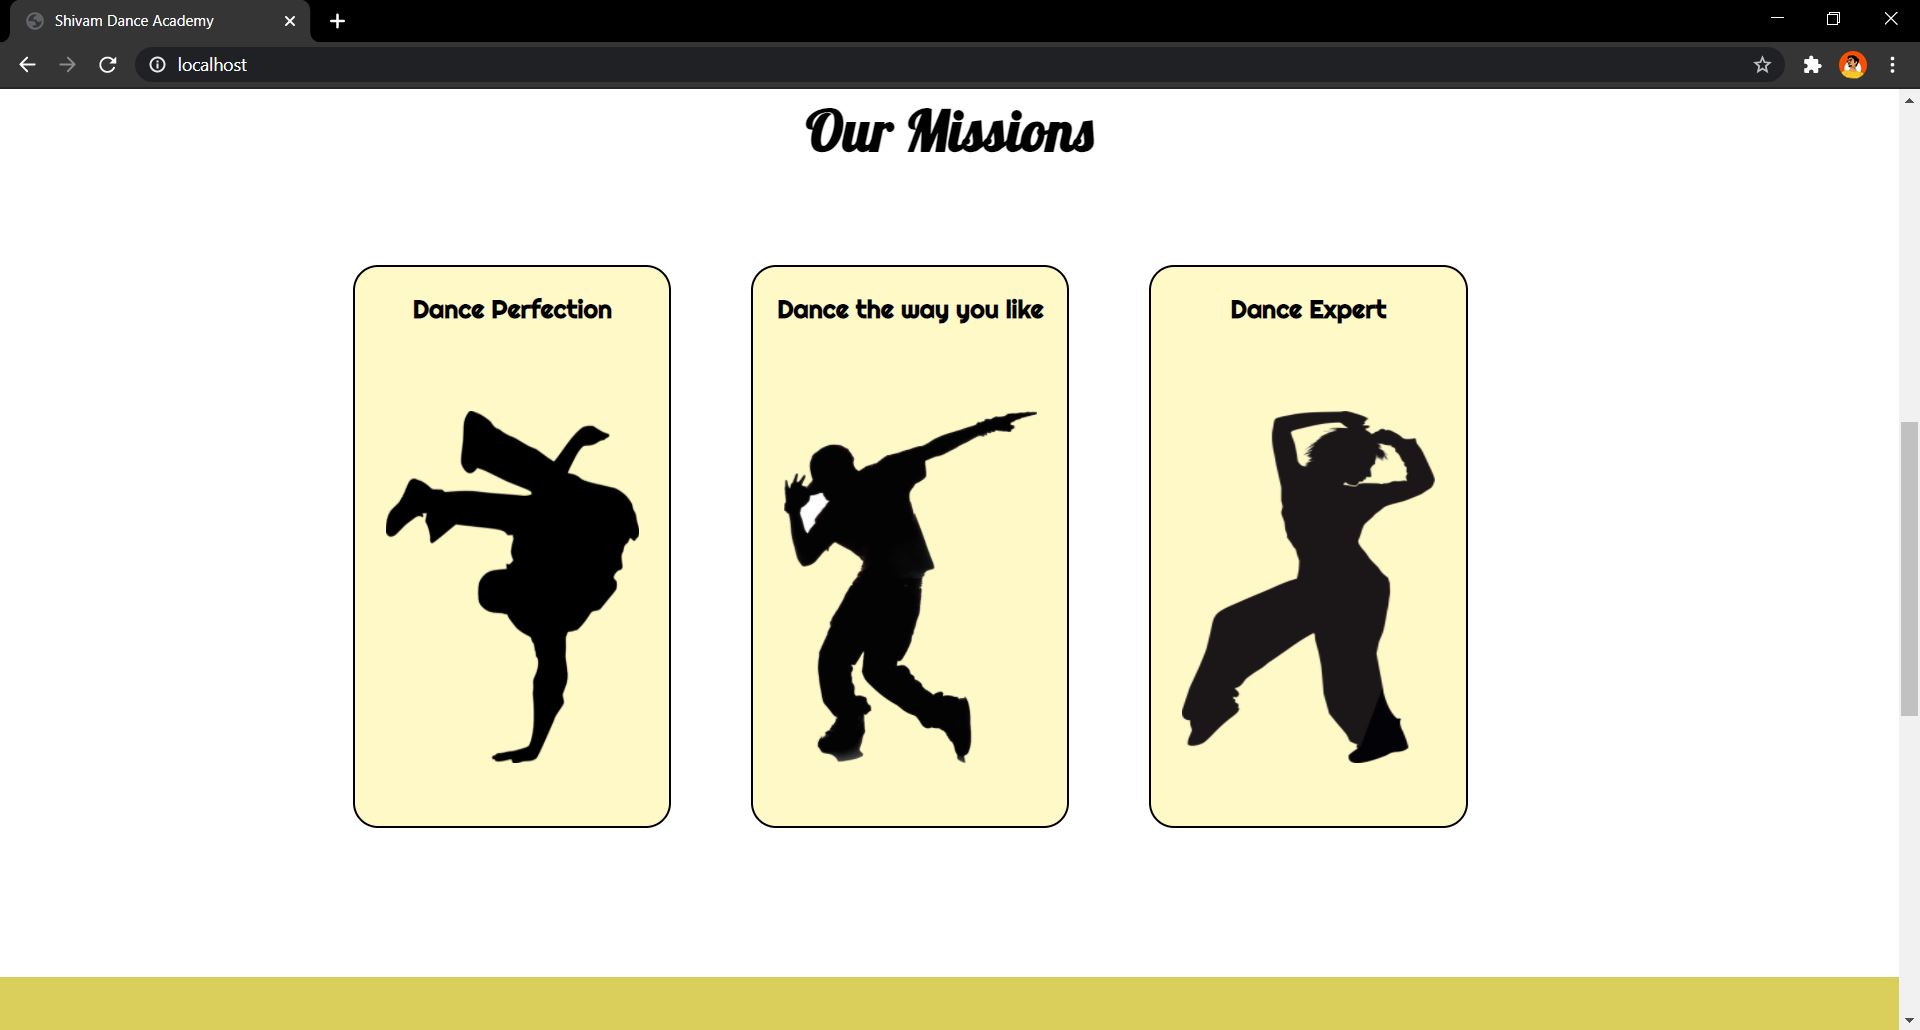 Shivam Dance Academy
localhost
Our Missions
Dance Perfection
Dance the way you like
Dance Expert